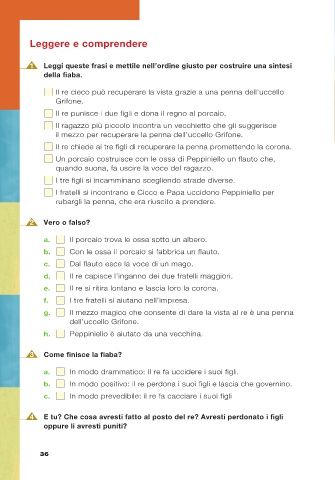 Leggere e comprendere
1 Leggi queste frasi e mettile nell'ordine giusto per costruire una sintesi
della fiaba.
Il re cieco può recuperare la vista grazie a una penna dell'uccello
Grifone.
Il re punisce i due figli e dona il regno al porcaio.
Il ragazzo più piccolo incontra un vecchietto che gli suggerisce
il mezzo per recuperare la penna dell'uccello Grifone.
Il re chiede ai tre figli di recuperare la penna promettendo la corona.
Un porcaio costruisce con le ossa di Peppiniello un flauto che,
quando suona, fa uscire la voce del ragazzo.
I tre figli si incamminano scegliendo strade diverse.
I fratelli si incontrano e Cicco e Papa uccidono Peppiniello per
rubargli la penna, che era riuscito a prendere.
2 Vero o falso?
a. Il porcaio trova le ossa sotto un albero.
b. Con le ossa il porcaio si fabbrica un flauto.
c. Dal flauto esce la voce di un mago.
d. Il re capisce l'inganno dei due fratelli maggiori.
e. Il re si ritira lontano e lascia loro la corona.
f. I tre fratelli si aiutano nell'impresa.
g. Il mezzo magico che consente di dare la vista al re è una penna
dell'uccello Grifone.
h. Peppiniello è aiutato da una vecchina.
3 Come finisce la fiaba?
a. In modo drammatico: il re fa uccidere i suoi figli.
b. In modo positivo: il re perdona i suoi figli e lascia che governino.
c. In modo prevedibile: il re fa cacciare i suoi figli
4 E tu? Che cosa avresti fatto al posto del re? Avresti perdonato i figli
oppure li avresti puniti?
36